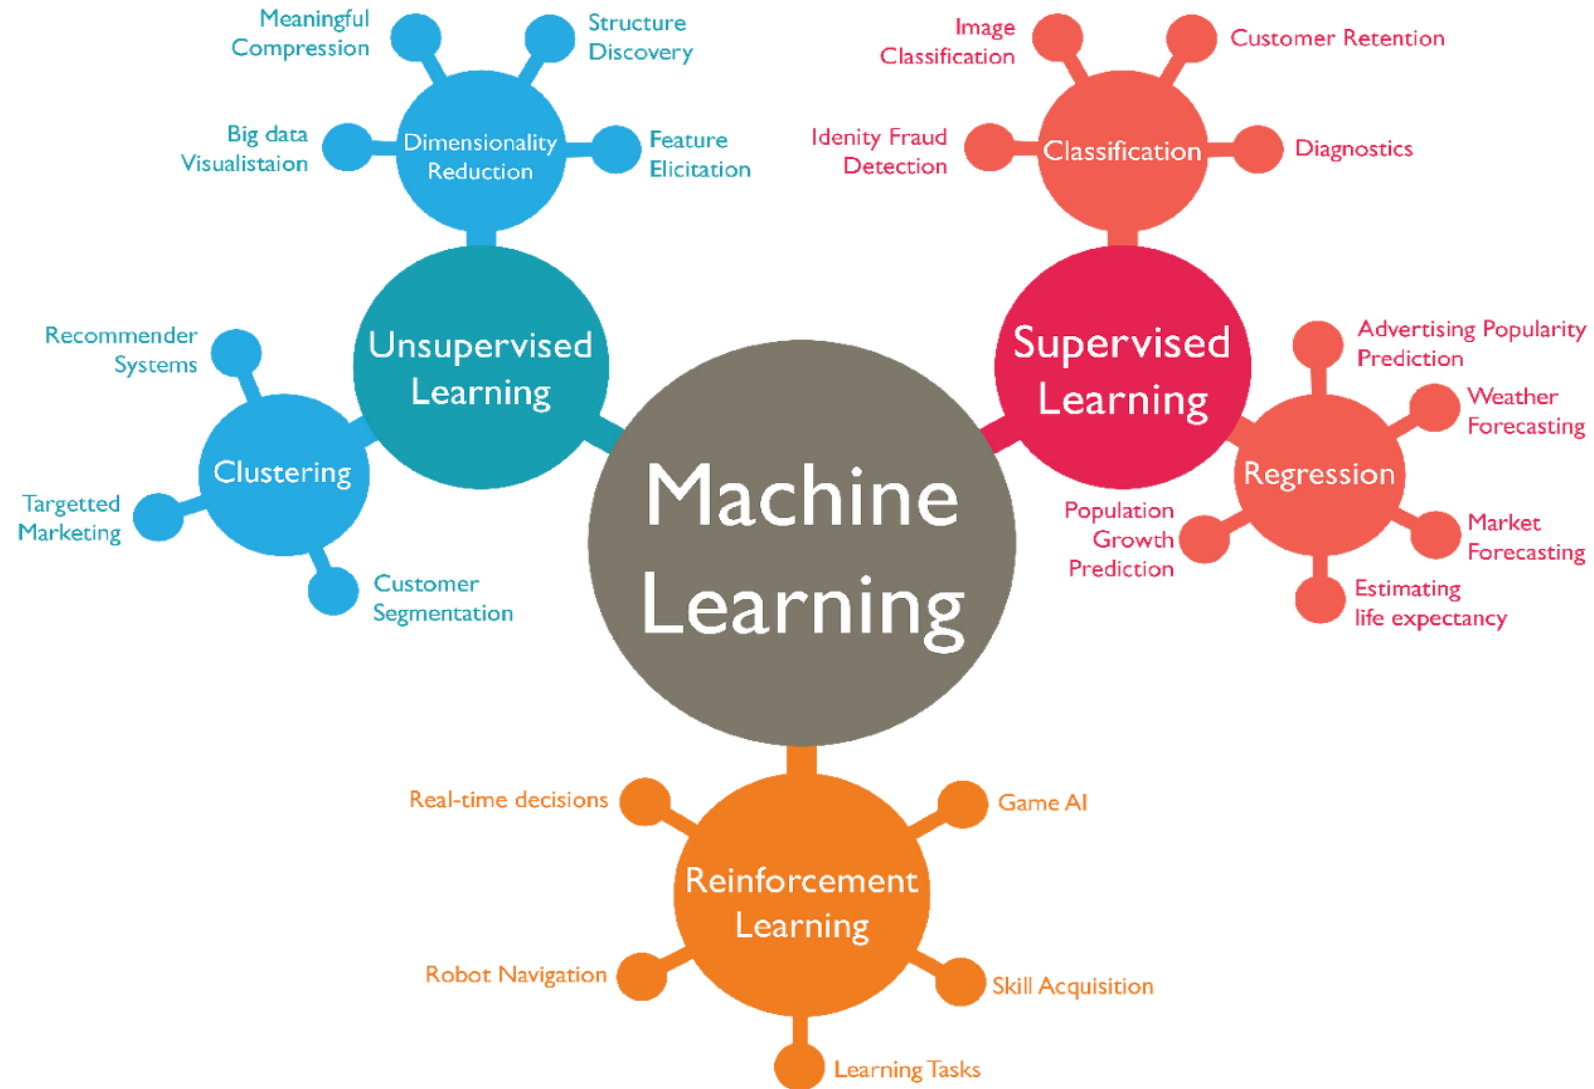 Meaningful
Compression
Structure
Discovery
Big data
Visualistaion
Dimensionality
Reduction
Feature
Elicitation
Image
Classification
Customer Retention
Idenity Fraud
Detection
Classification
Diagnostics
Recommender
Systems
Unsupervised
Learning
Clustering
Targetted
Marketing
Customer
Segmentation
Supervised
Learning
Advertising Popularity
Prediction
Weather
Forecasting
Regression
Population
Growth
Prediction
Market
Forecasting
Estimating
life expectancy
Machine
Learning
Real-time decisions
Game AI
Reinforcement
Learning
Robot Navigation
Skill Acquisition
Learning Tasks